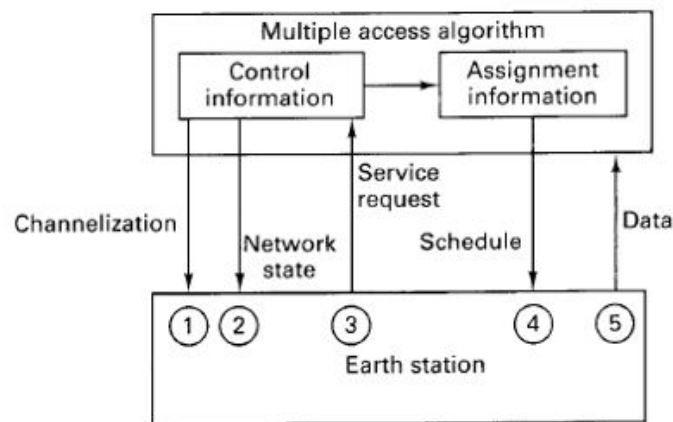 Multiple access algorithm
Control
information
Assignment
information
Service
request
Channelization
Network
state
Schedule
Data
1 2 3 4 5
Earth station